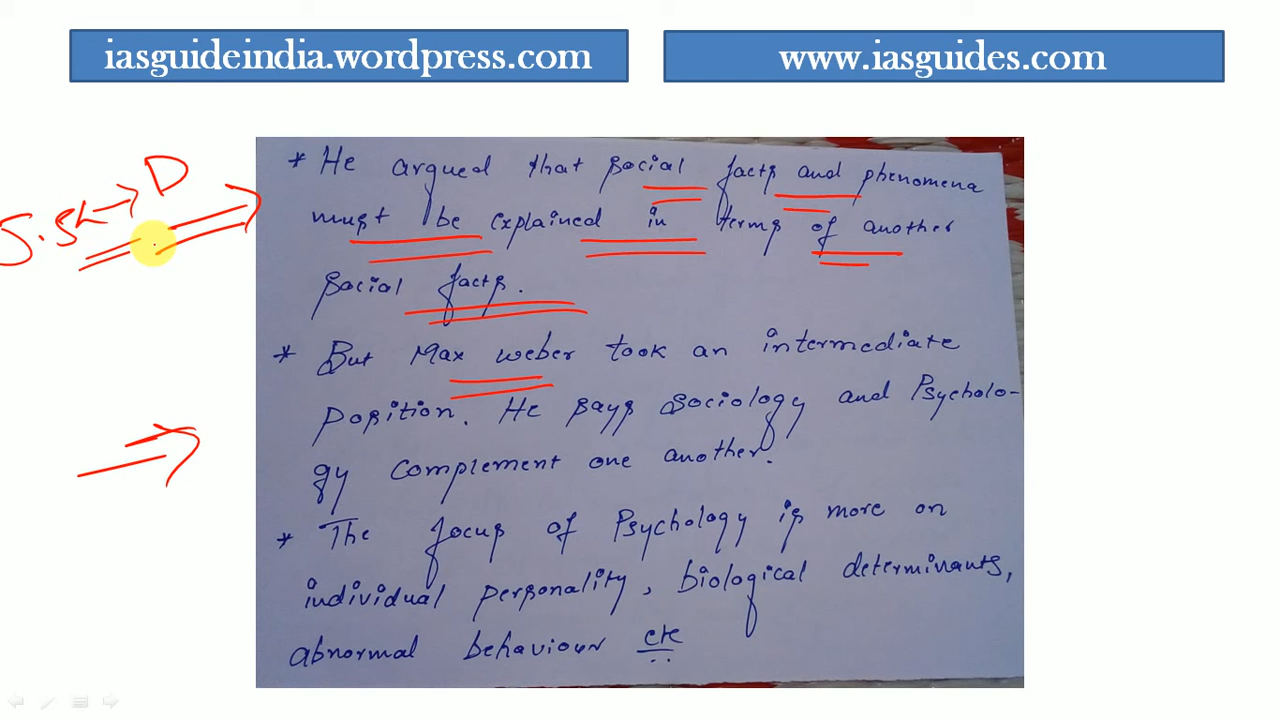 iasguideindia.wordpress.com
www.iasguides.com
* He argued that social facts and phenomena
must be explained in terms of another
social facts.
* But Max weber took an intermediate
position. He says sociology and Psycholo-
gy complement one another.
* The focus of Psychology is more on
individual personality, biological determinants,
abnormal behaviour etc
D